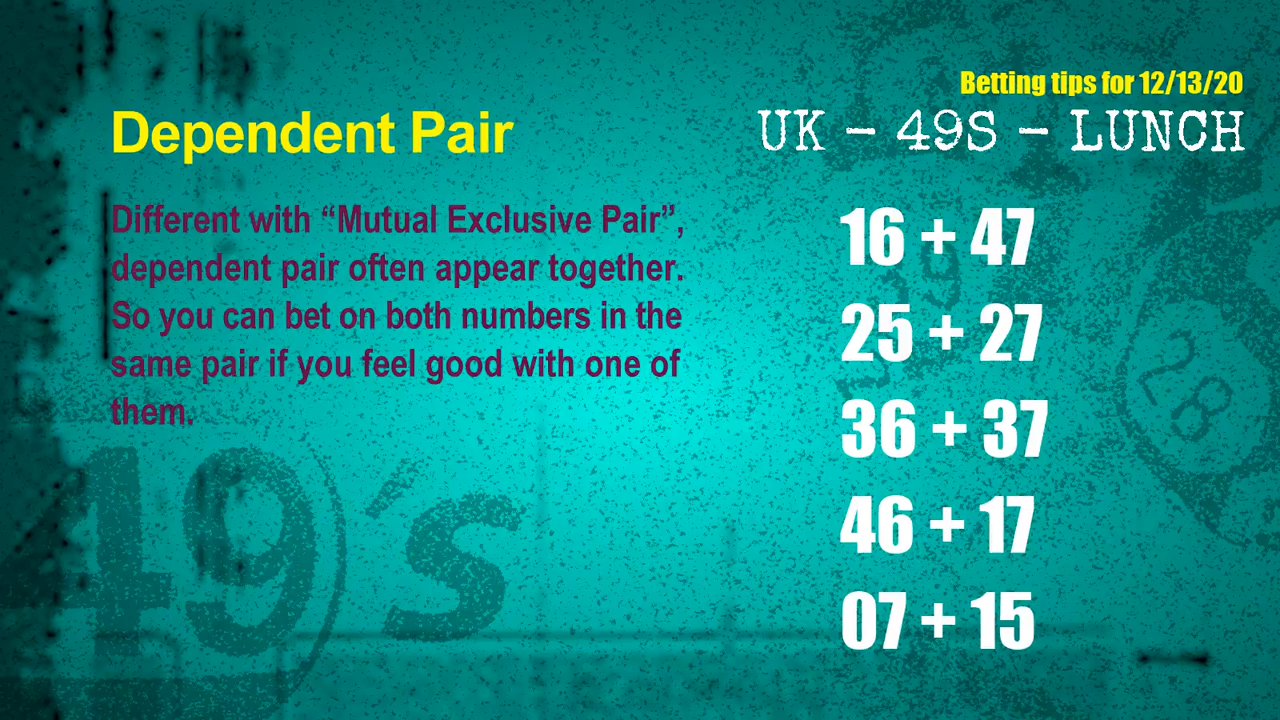 Betting tips for 12/13/20
UK - 49S - LUNCH
Dependent Pair
Different with “Mutual Exclusive Pair”,
dependent pair often appear together.
So you can bet on both numbers in the
same pair if you feel good with one of
them.
16 + 47
25 + 27
36 + 37
46 + 17
07 + 15
49's
39
28